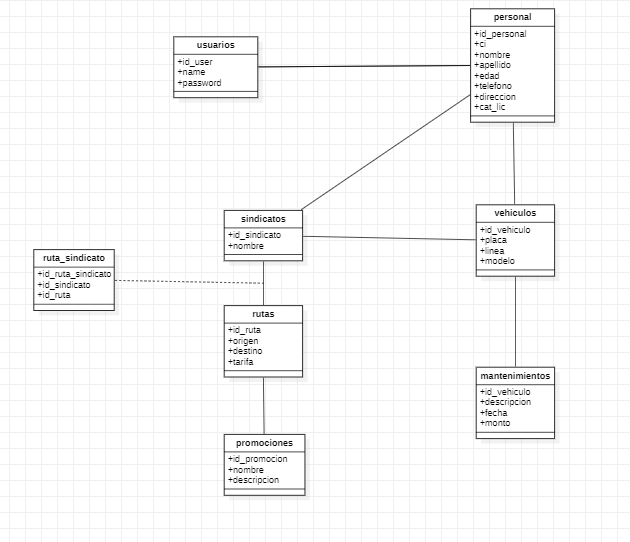 personal
+id_personal
+ci
+nombre
+apellido
+edad
+telefono
+direccion
+cat_lic
usuarios
+id_user
+name
+password
sindicatos
+id_sindicato
+nombre
vehiculos
+id_vehiculo
+placa
+linea
+modelo
ruta_sindicato
+id_ruta_sindicato
+id_sindicato
+id_ruta
rutas
+id_ruta
+origen
+destino
+tarifa
mantenimientos
+id_vehiculo
+descripcion
+fecha
+monto
promociones
+id_promocion
+nombre
+descripcion